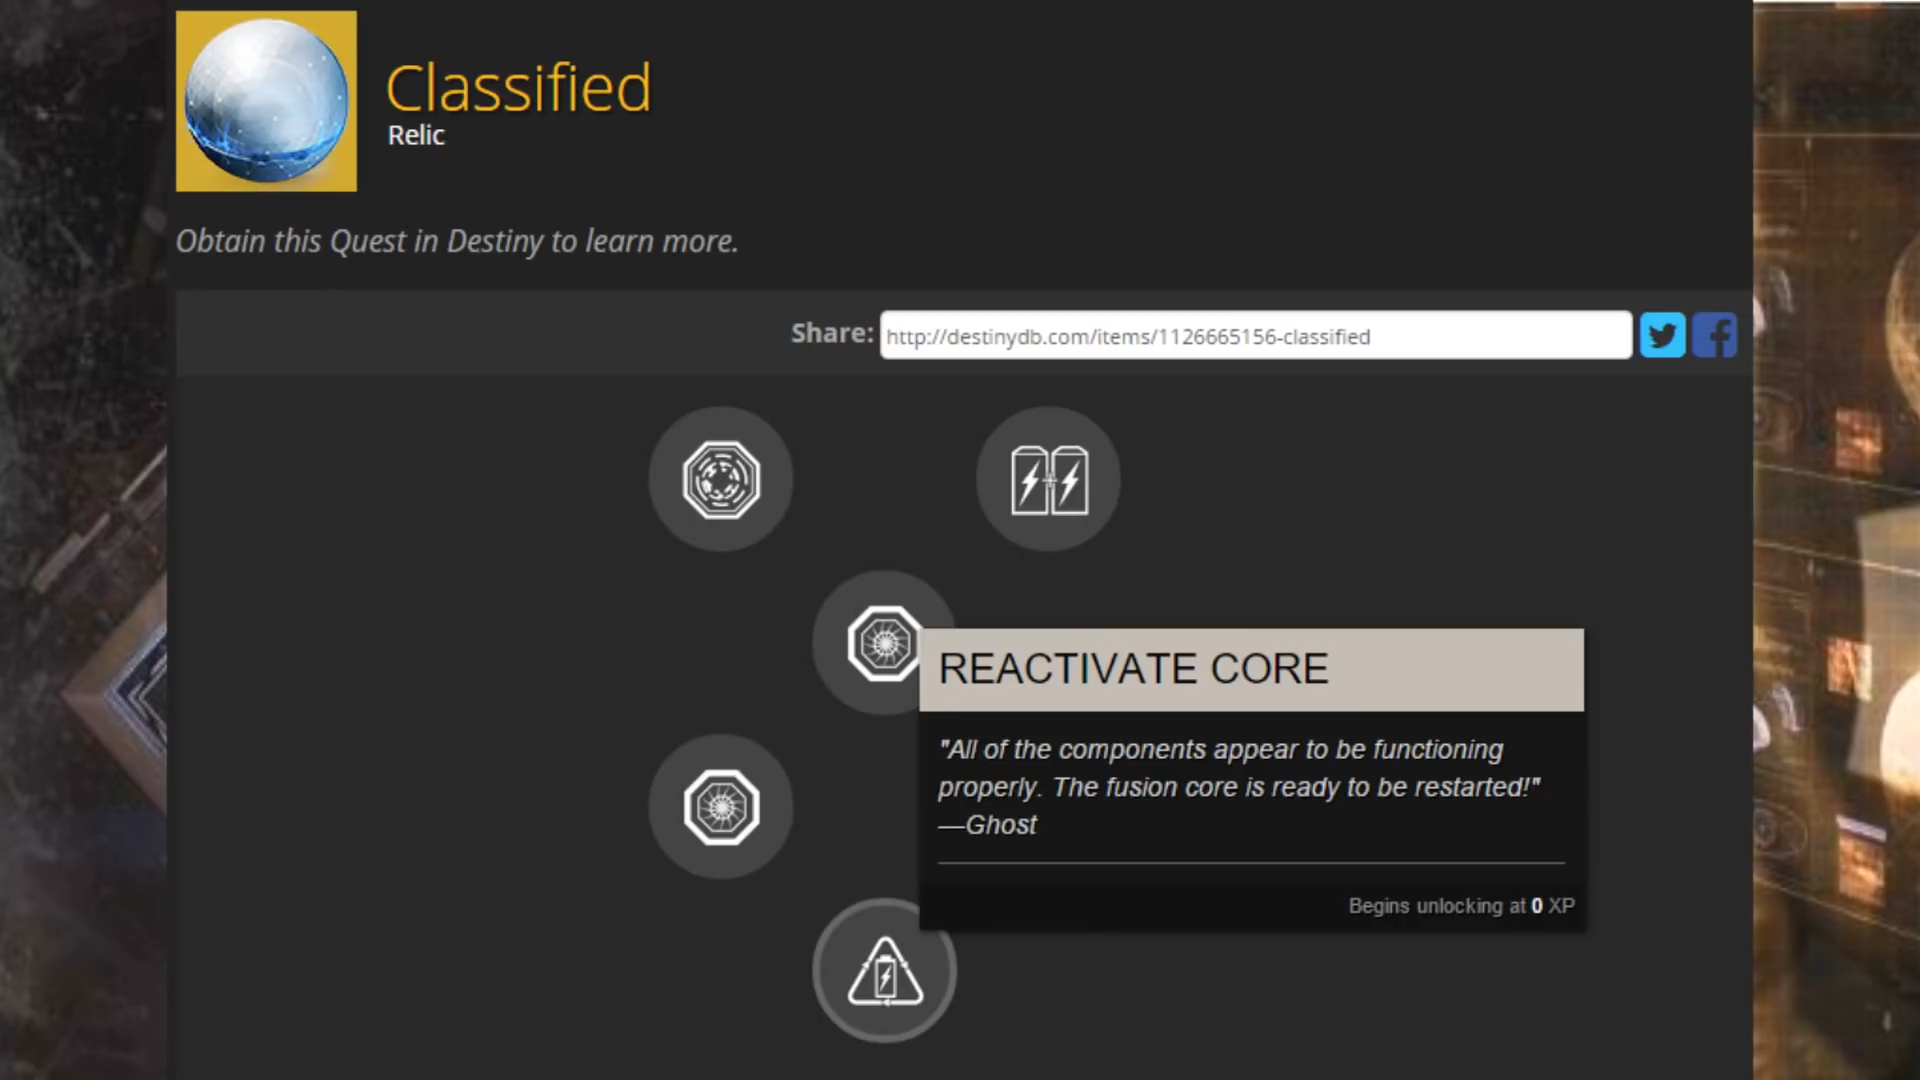 Classified
Relic
Obtain this Quest in Destiny to learn more.
Share: http://destinydb.com/items/1126665156-classified
REACTIVATE CORE
"All of the components appear to be functioning
properly. The fusion core is ready to be restarted!"
—Ghost
Begins unlocking at 0 XP